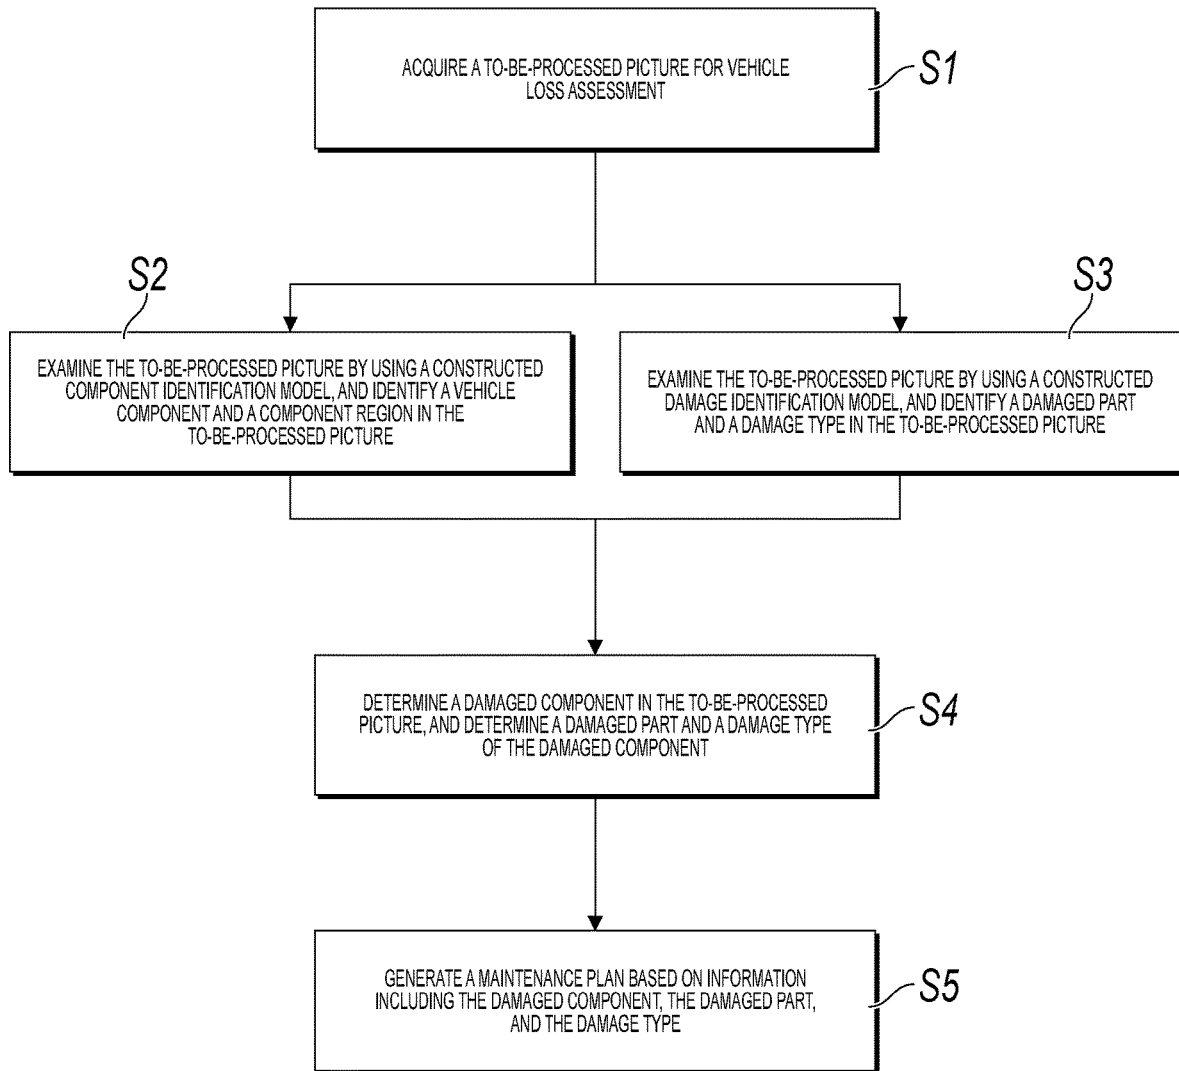 ACQUIRE A TO-BE-PROCESSED PICTURE FOR VEHICLE
LOSS ASSESSMENT
S1
S2
EXAMINE THE TO-BE-PROCESSED PICTURE BY USING A CONSTRUCTED
COMPONENT IDENTIFICATION MODEL, AND IDENTIFY A VEHICLE
COMPONENT AND A COMPONENT REGION IN THE
TO-BE-PROCESSED PICTURE
S3
EXAMINE THE TO-BE-PROCESSED PICTURE BY USING A CONSTRUCTED
DAMAGE IDENTIFICATION MODEL, AND IDENTIFY A DAMAGED PART
AND A DAMAGE TYPE IN THE TO-BE-PROCESSED PICTURE
DETERMINE A DAMAGED COMPONENT IN THE TO-BE-PROCESSED
PICTURE, AND DETERMINE A DAMAGED PART AND A DAMAGE TYPE
OF THE DAMAGED COMPONENT
S4
GENERATE A MAINTENANCE PLAN BASED ON INFORMATION
INCLUDING THE DAMAGED COMPONENT, THE DAMAGED PART,
AND THE DAMAGE TYPE
S5